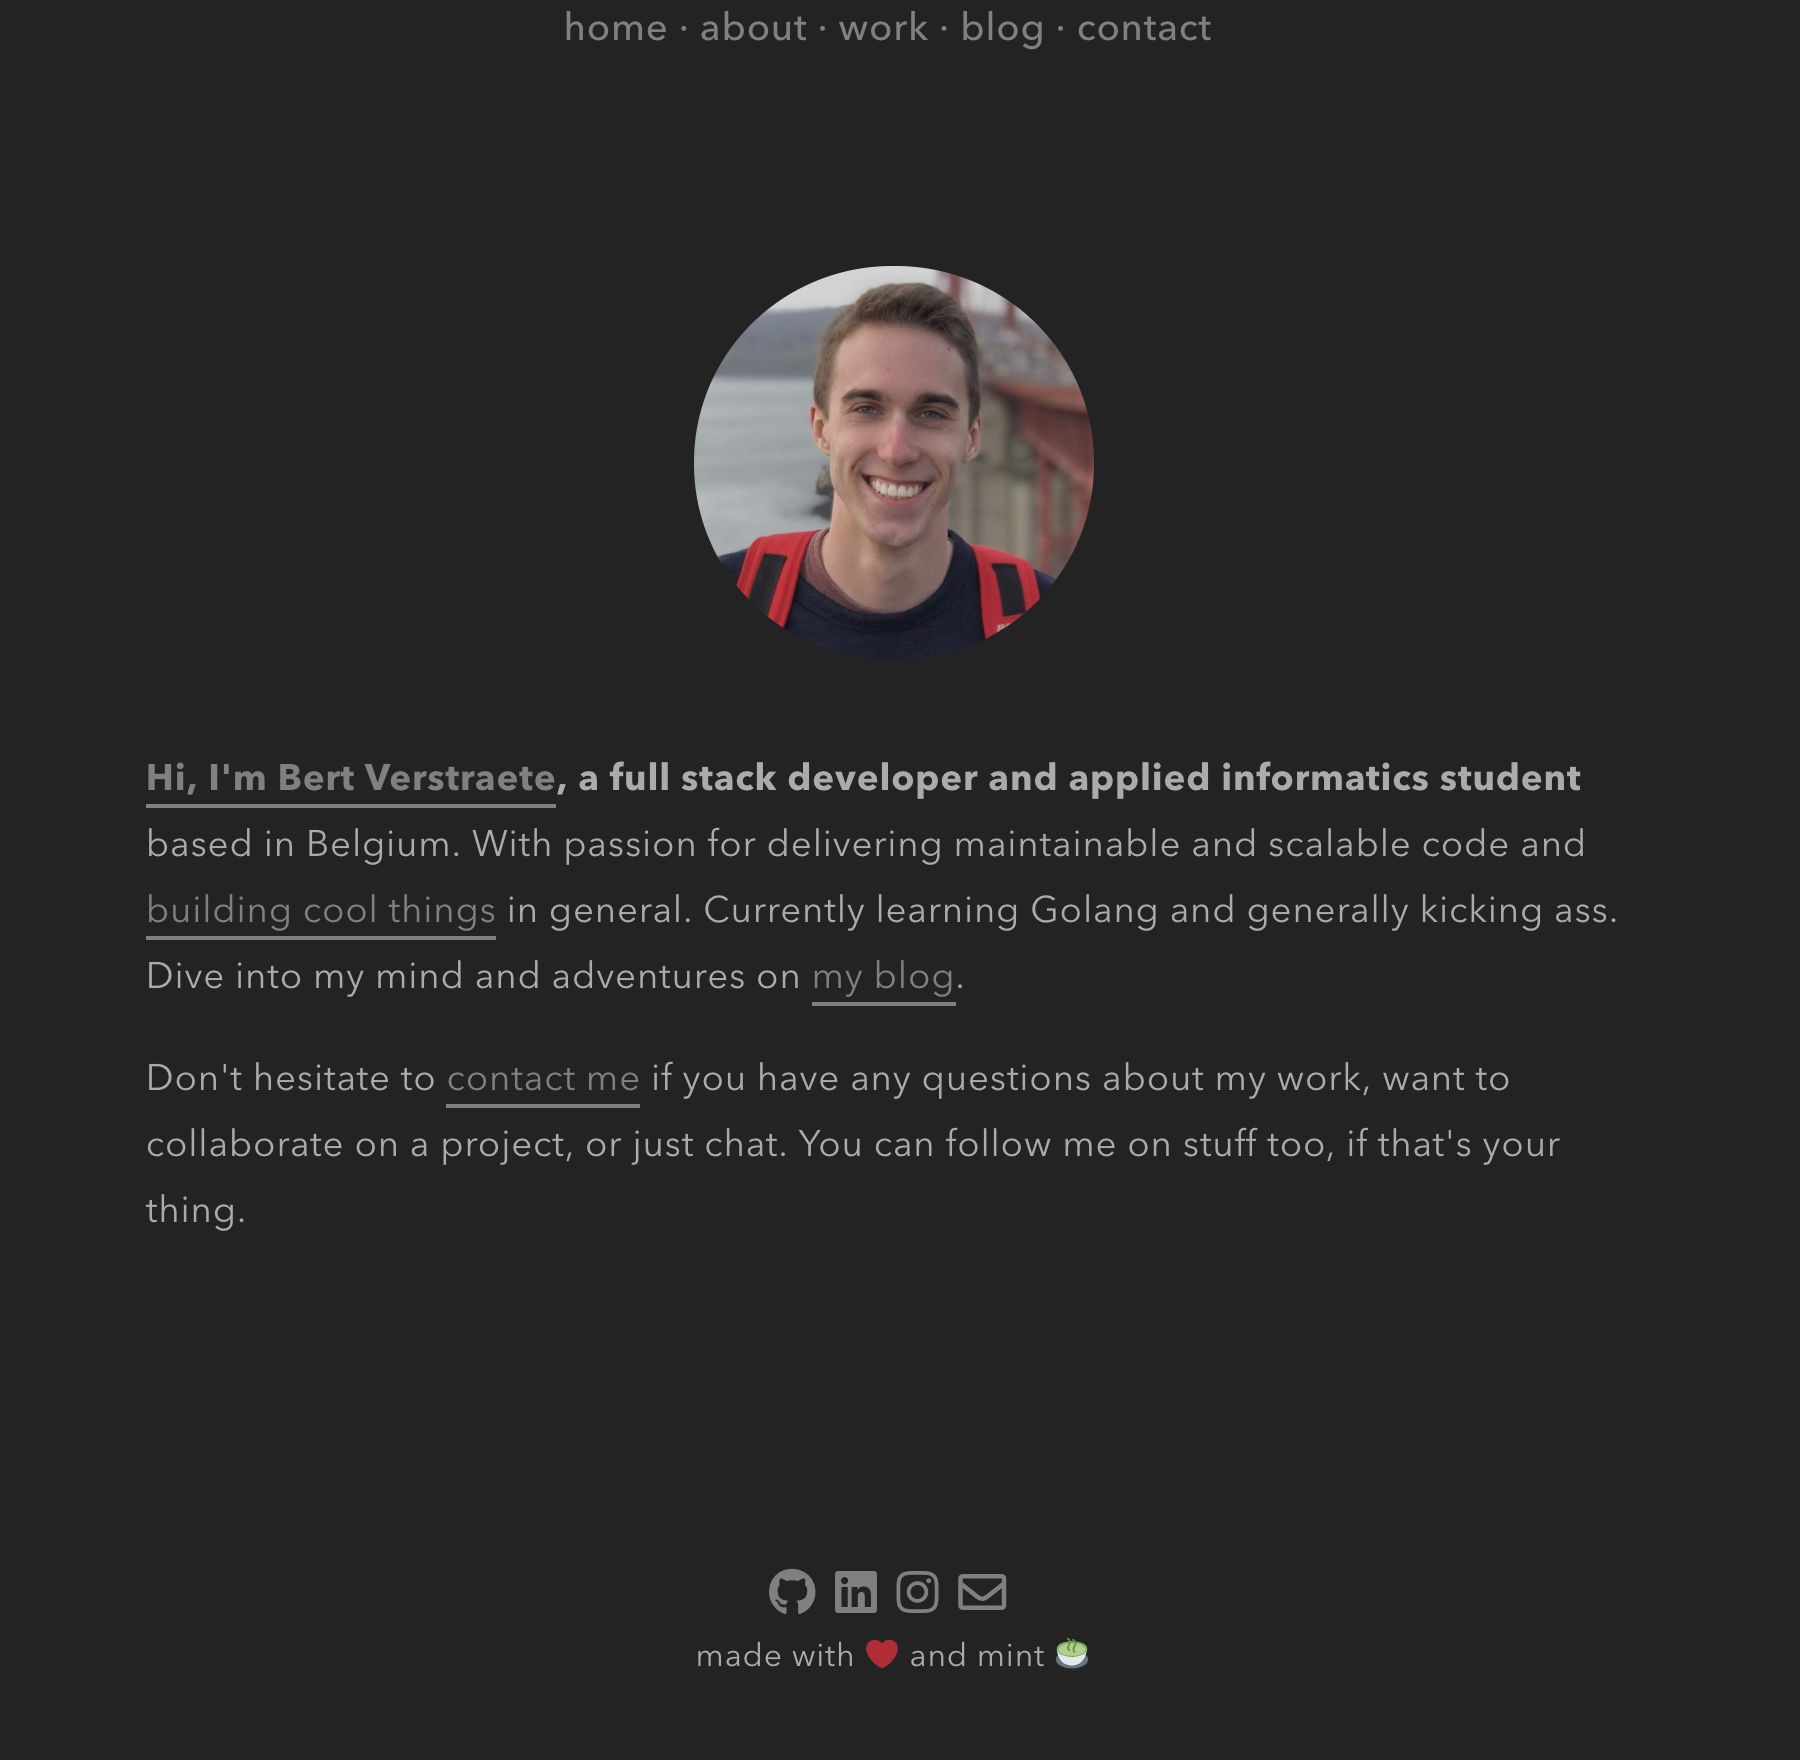 home · about · work · blog · contact
Hi, I'm Bert Verstraete, a full stack developer and applied informatics student
based in Belgium. With passion for delivering maintainable and scalable code and
building cool things in general. Currently learning Golang and generally kicking ass.
Dive into my mind and adventures on my blog.
Don't hesitate to contact me if you have any questions about my work, want to
collaborate on a project, or just chat. You can follow me on stuff too, if that's your
thing.
in
made with ❤️ and mint 🍵